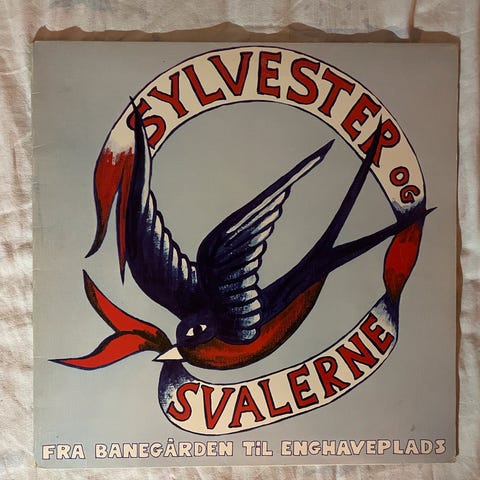 SYLVESTER OG
SVALERNE
FRA BANEGÅRDEN TiL ENGHAVEPLADS